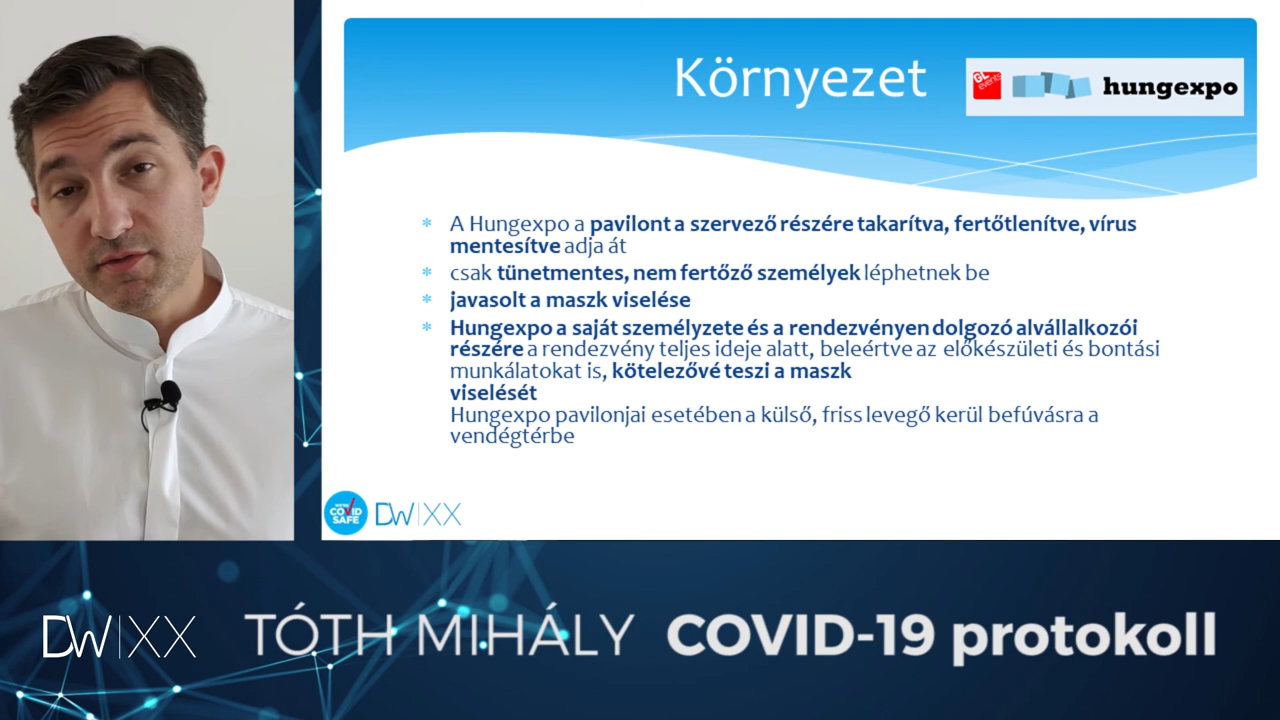 Környezet
GL events
hungexpo
A Hungexpo a pavilont a szervező részére takarítva, fertőtlenítve, vírus
mentesítve adja át
csak tünetmentes, nem fertőző személyek léphetnek be
javasolt a maszk viselése
Hungexpo a saját személyzete és a rendezvényen dolgozó alvállalkozói
részére a rendezvény teljes ideje alatt, beleértve az előkészületi és bontási
munkálatokat is, kötelezővé teszi a maszk
viselését
Hungexpo pavilonjai esetében a külső, friss levegő kerül befúvásra a
vendégtérbe
COVID
SAFE
DW|XX
DW|XX
TÓTH MIHÁLY COVID-19 protokoll